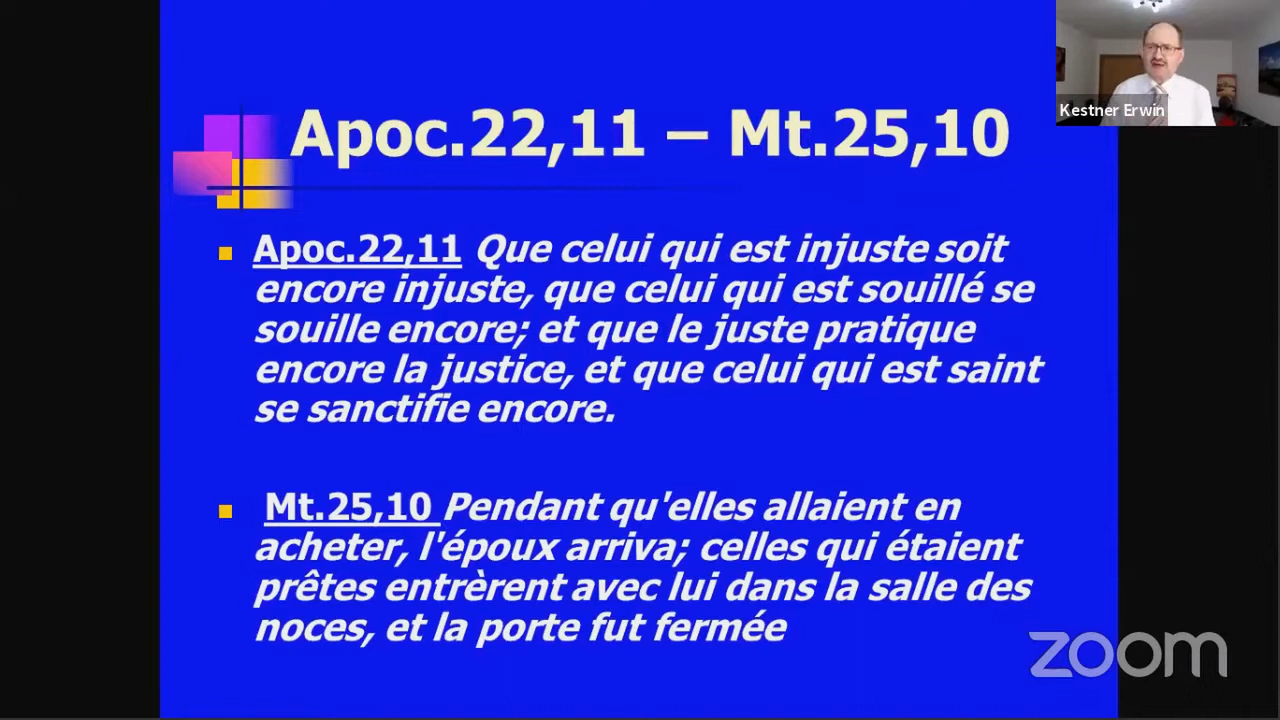 Kestner Erwin
Apoc.22,11 – Mt.25,10
Apoc.22,11 Que celui qui est injuste soit
encore injuste, que celui qui est souillé se
souille encore; et que le juste pratique
encore la justice, et que celui qui est saint
se sanctifie encore.
Mt.25,10 Pendant qu'elles allaient en
acheter, l'époux arriva; celles qui étaient
prêtes entrèrent avec lui dans la salle des
noces, et la porte fut fermée
zoom